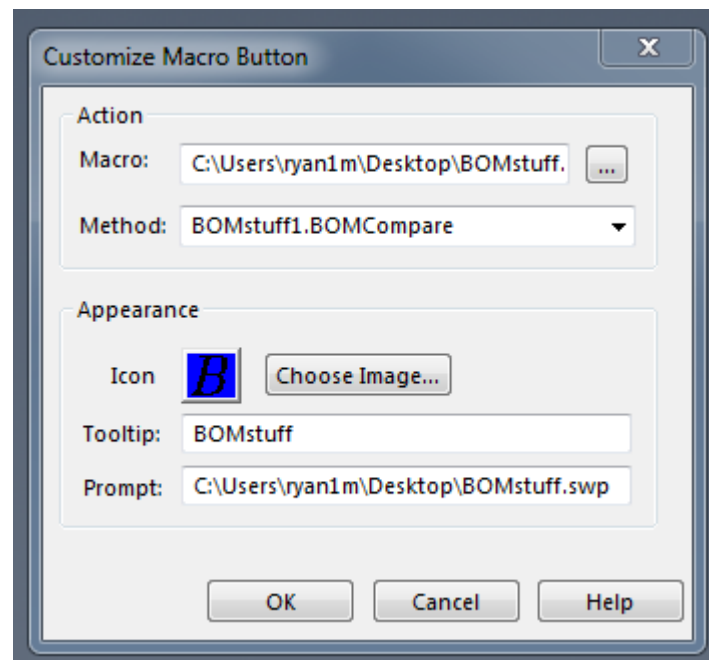 Customize Macro Button
Action
Macro: C:\Users\ryan1m\Desktop\BOMstuff. ...
Method: BOMstuff1.BOMCompare
Appearance
Icon B Choose Image...
Tooltip: BOMstuff
Prompt: C:\Users\ryan1m\Desktop\BOMstuff.swp
OK Cancel Help